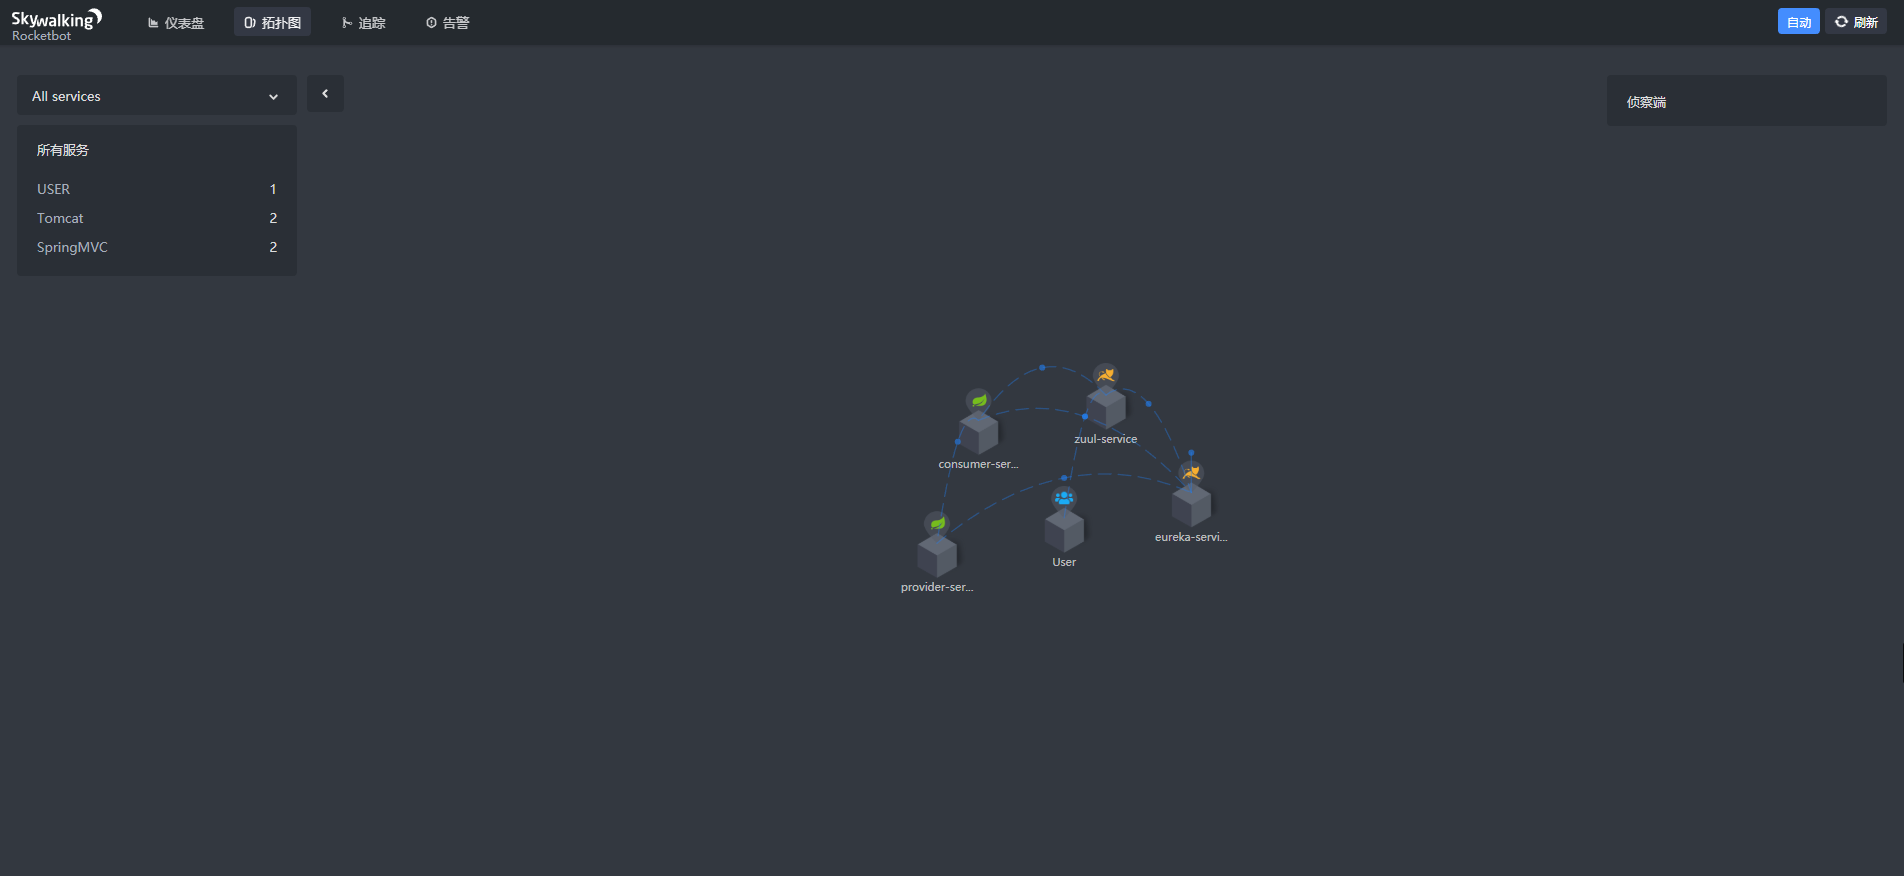 Skywalking
Rocketbot
仪表盘
拓扑图
追踪
告警
自动
刷新
All services
侦察端
所有服务
USER 1
Tomcat 2
SpringMVC 2
zuul-service
consumer-ser...
eureka-servi...
User
provider-ser...